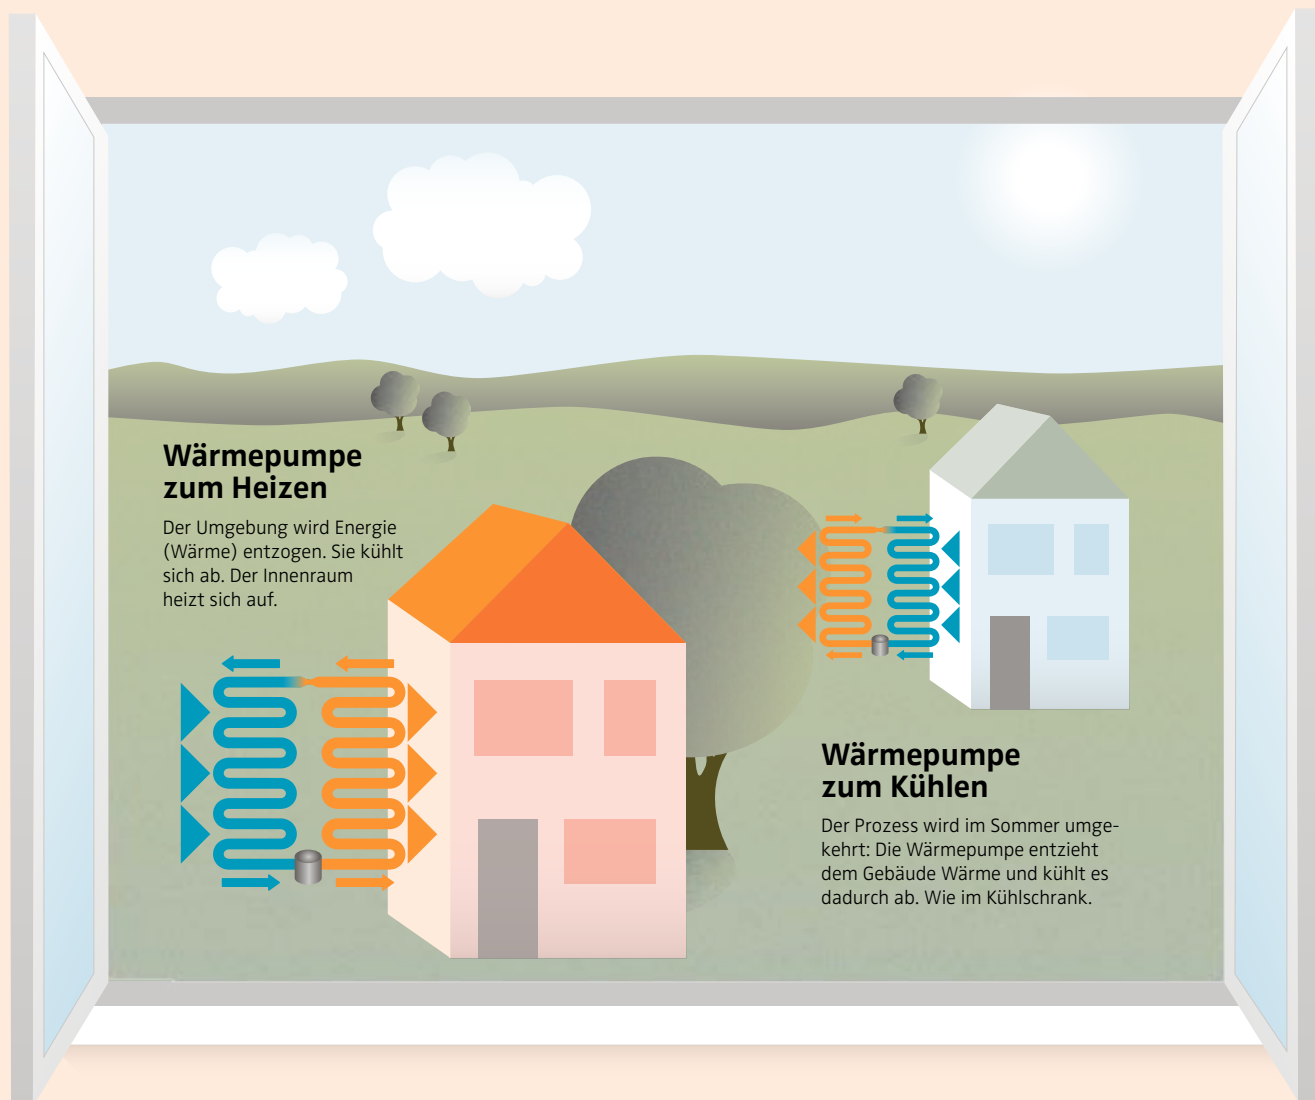 Wärmepumpe
zum Heizen
Der Umgebung wird Energie
(Wärme) entzogen. Sie kühlt
sich ab. Der Innenraum
heizt sich auf.
Wärmepumpe
zum Kühlen
Der Prozess wird im Sommer umge-
kehrt: Die Wärmepumpe entzieht
dem Gebäude Wärme und kühlt es
dadurch ab. Wie im Kühlschrank.